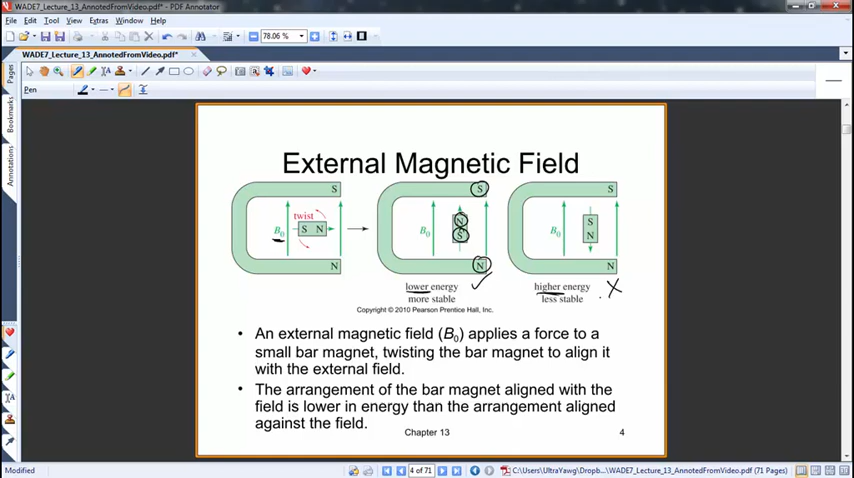 WADE7_Lecture_13_AnnotatedFromVideo.pdf* - PDF Annotator
File Edit Tool View Extras Window Help
78.06 %
WADE7_Lecture_13_AnnotatedFromVideo.pdf*
Pen
Pages
Bookmarks
Annotations
External Magnetic Field
S S S
twist
B0 S N B0 N S B0 S N
N N N
lower energy
more stable
higher energy
less stable
Copyright © 2010 Pearson Prentice Hall, Inc.
• An external magnetic field (B0) applies a force to a
small bar magnet, twisting the bar magnet to align it
with the external field.
• The arrangement of the bar magnet aligned with the
field is lower in energy than the arrangement aligned
against the field.
Chapter 13 4
Modified 4 of 71 C:\Users\UltraYawg\Dropb...\WADE7_Lecture_13_AnnotatedFromVideo.pdf (71 Pages)